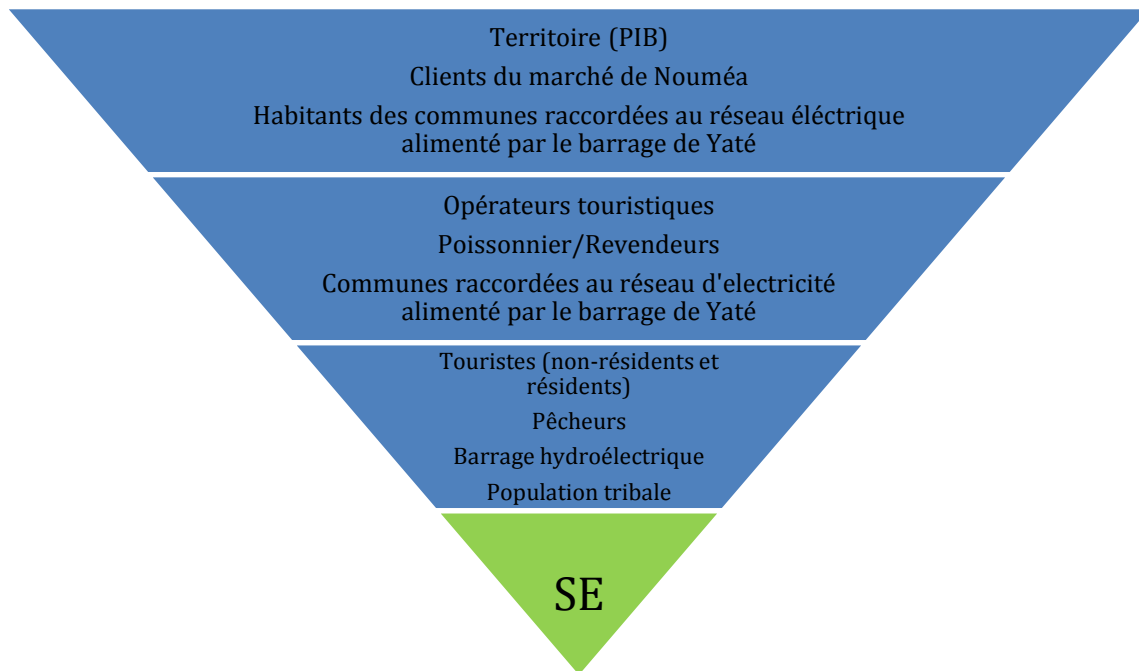 Territoire (PIB)
Clients du marché de Nouméa
Habitants des communes raccordées au réseau éléctrique
alimenté par le barrage de Yaté
Opérateurs touristiques
Poissonnier/Revendeurs
Communes raccordées au réseau d'electricité
alimenté par le barrage de Yaté
Touristes (non-résidents et
résidents)
Pêcheurs
Barrage hydroélectrique
Population tribale
SE